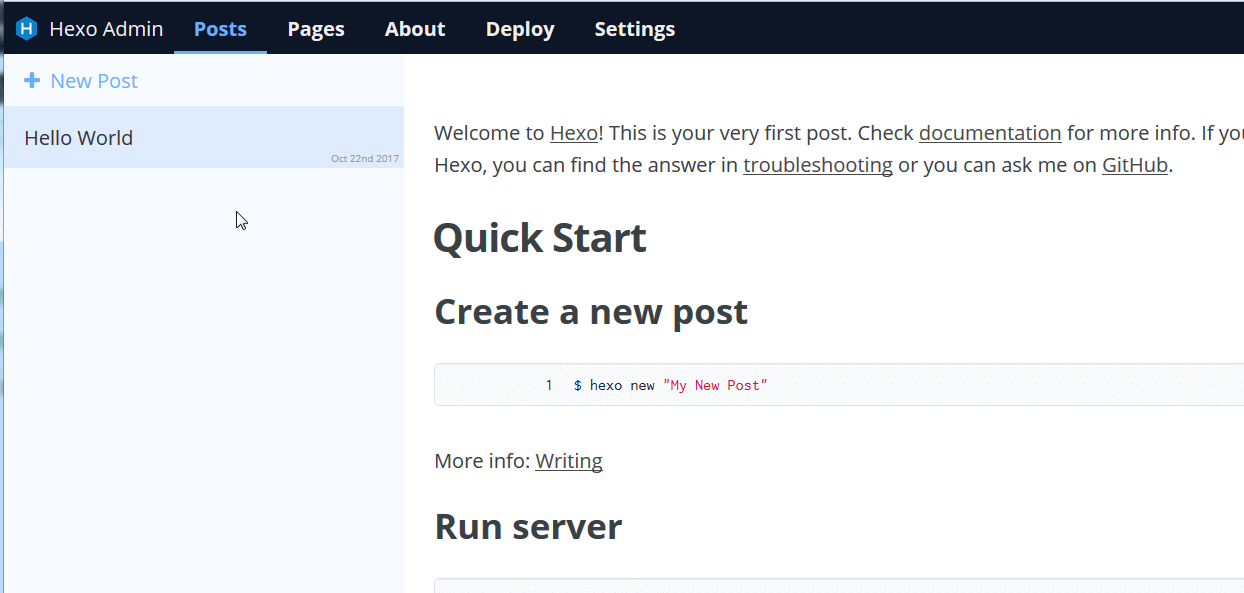 H Hexo Admin Posts Pages About Deploy Settings
New Post
Hello World
Oct 22nd 2017
Welcome to Hexo! This is your very first post. Check documentation for more info. If you
Hexo, you can find the answer in troubleshooting or you can ask me on GitHub.
Quick Start
Create a new post
1 $ hexo new "My New Post"
More info: Writing
Run server